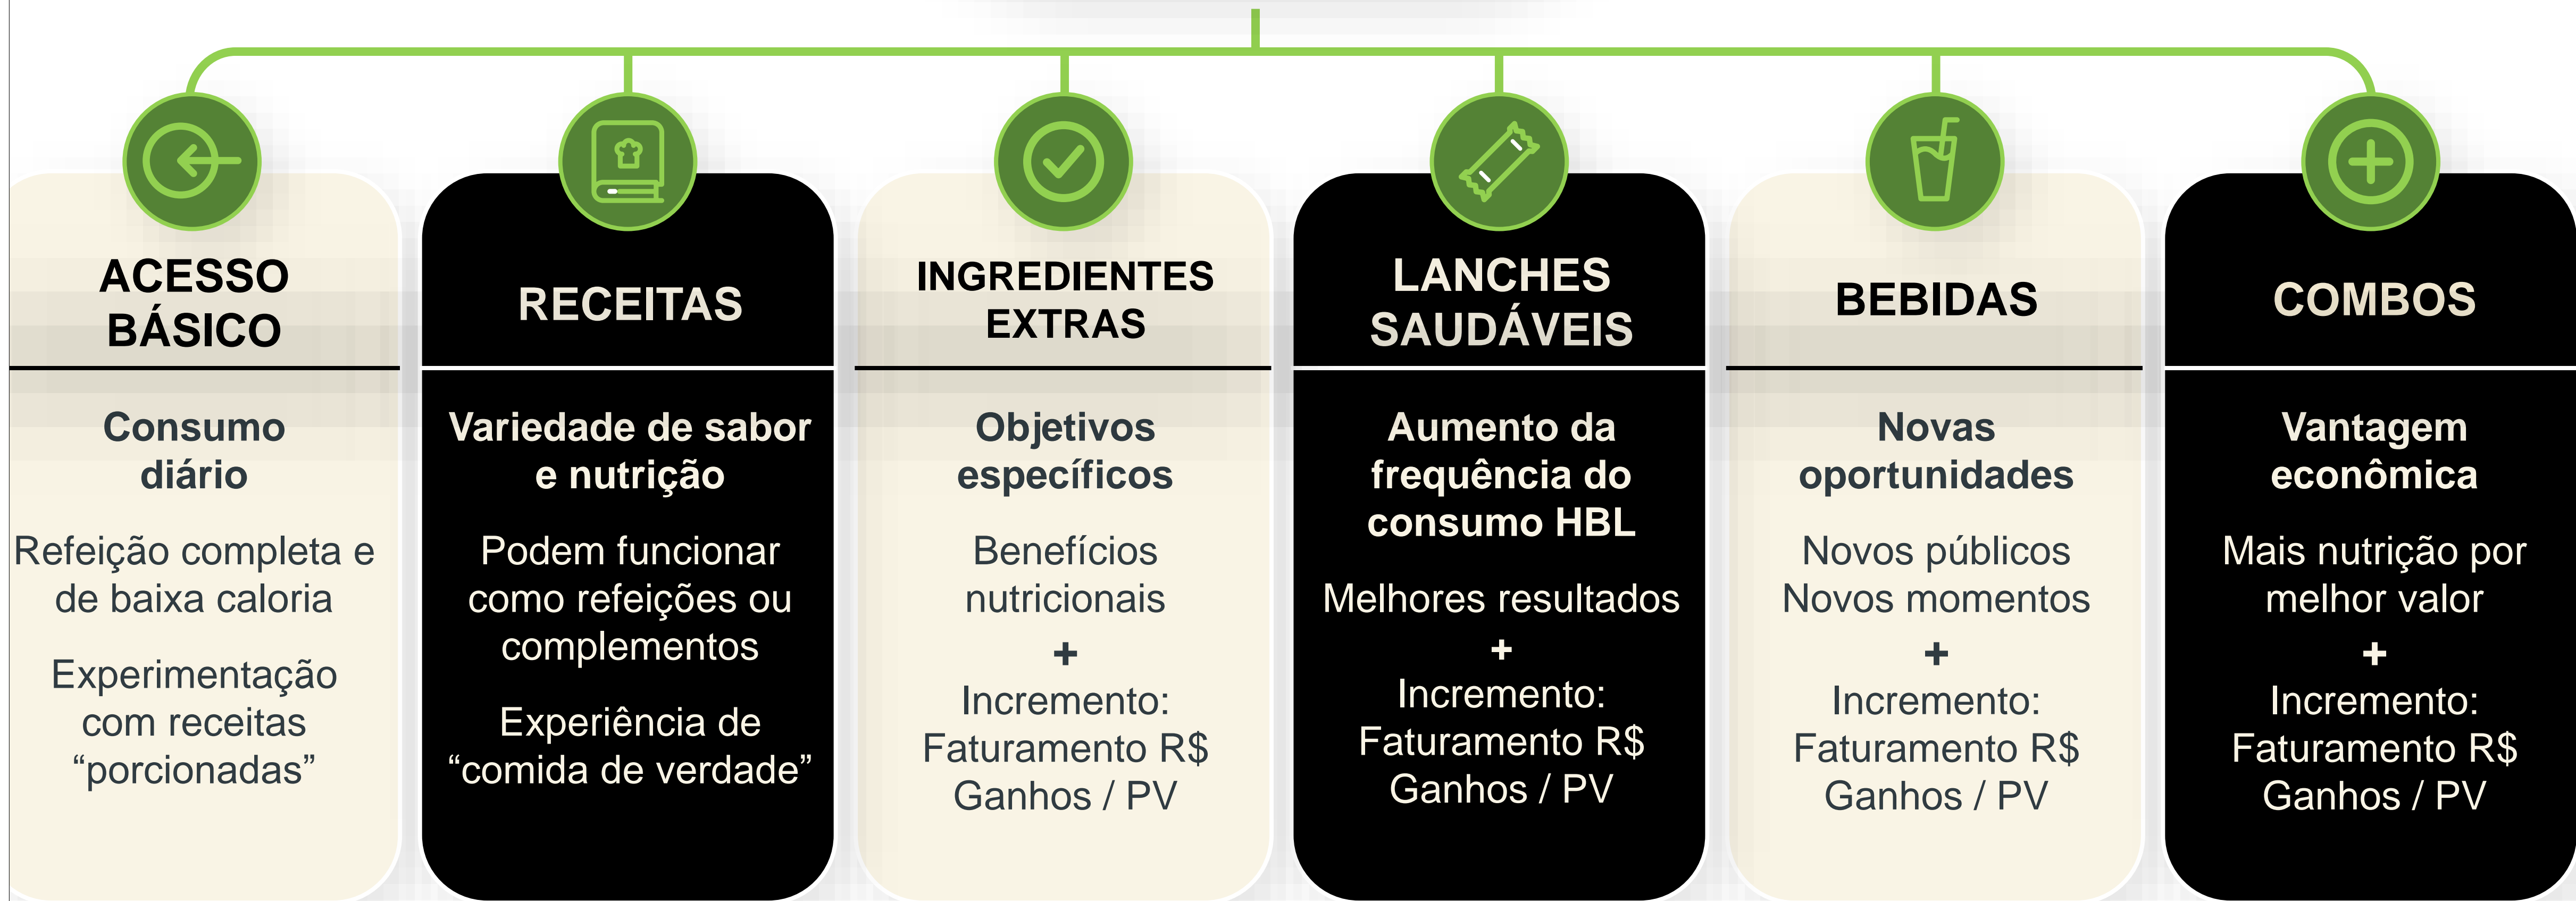 ACESSO
BÁSICO
Consumo
diário
Refeição completa e
de baixa caloria
Experimentação
com receitas
“porcionadas”
RECEITAS
Variedade de sabor
e nutrição
Podem funcionar
como refeições ou
complementos
Experiência de
“comida de verdade”
INGREDIENTES
EXTRAS
Objetivos
específicos
Benefícios
nutricionais
+
Incremento:
Faturamento R$
Ganhos / PV
LANCHES
SAUDÁVEIS
Aumento da
frequência do
consumo HBL
Melhores resultados
+
Incremento:
Faturamento R$
Ganhos / PV
BEBIDAS
Novas
oportunidades
Novos públicos
Novos momentos
+
Incremento:
Faturamento R$
Ganhos / PV
COMBOS
Vantagem
econômica
Mais nutrição por
melhor valor
+
Incremento:
Faturamento R$
Ganhos / PV